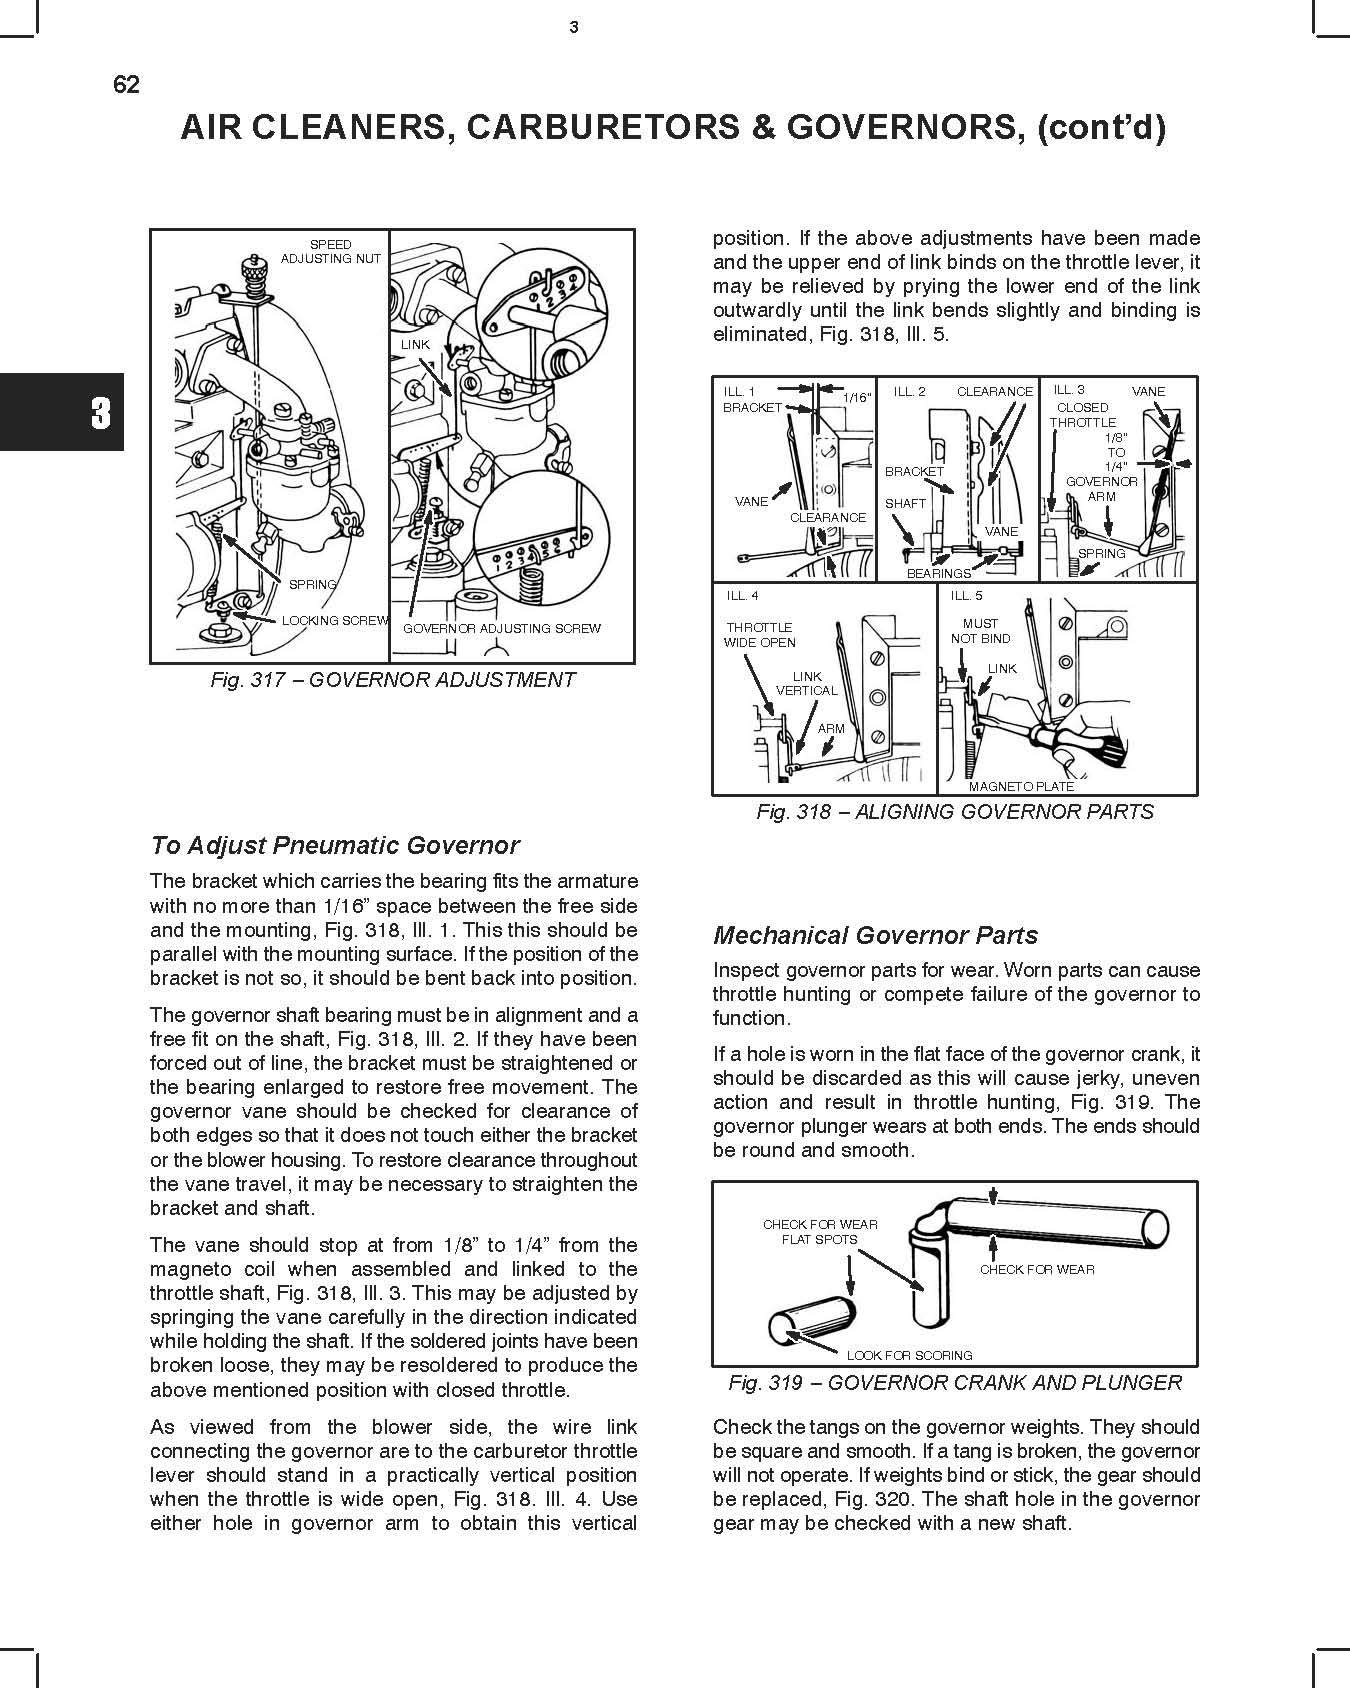 3
62
AIR CLEANERS, CARBURETORS & GOVERNORS, (cont’d)
3
SPEED
ADJUSTING NUT
LINK
1 2 3 4
1 2 3 4 5 6
SPRING
LOCKING SCREW
GOVERNOR ADJUSTING SCREW
Fig. 317 – GOVERNOR ADJUSTMENT
To Adjust Pneumatic Governor
The bracket which carries the bearing fits the armature
with no more than 1/16” space between the free side
and the mounting, Fig. 318, Ill. 1. This this should be
parallel with the mounting surface. If the position of the
bracket is not so, it should be bent back into position.
The governor shaft bearing must be in alignment and a
free fit on the shaft, Fig. 318, Ill. 2. If they have been
forced out of line, the bracket must be straightened or
the bearing enlarged to restore free movement. The
governor vane should be checked for clearance of
both edges so that it does not touch either the bracket
or the blower housing. To restore clearance throughout
the vane travel, it may be necessary to straighten the
bracket and shaft.
The vane should stop at from 1/8” to 1/4” from the
magneto coil when assembled and linked to the
throttle shaft, Fig. 318, Ill. 3. This may be adjusted by
springing the vane carefully in the direction indicated
while holding the shaft. If the soldered joints have been
broken loose, they may be resoldered to produce the
above mentioned position with closed throttle.
As viewed from the blower side, the wire link
connecting the governor are to the carburetor throttle
lever should stand in a practically vertical position
when the throttle is wide open, Fig. 318. Ill. 4. Use
either hole in governor arm to obtain this vertical
position. If the above adjustments have been made
and the upper end of link binds on the throttle lever, it
may be relieved by prying the lower end of the link
outwardly until the link bends slightly and binding is
eliminated, Fig. 318, Ill. 5.
ILL. 1
BRACKET
1/16”
VANE
CLEARANCE
ILL. 2
CLEARANCE
BRACKET
SHAFT
VANE
BEARINGS
ILL. 3
VANE
CLOSED
THROTTLE
1/8”
TO
1/4”
GOVERNOR
ARM
SPRING
ILL. 4
THROTTLE
WIDE OPEN
LINK
VERTICAL
ARM
ILL. 5
MUST
NOT BIND
LINK
MAGNETO PLATE
Fig. 318 – ALIGNING GOVERNOR PARTS
Mechanical Governor Parts
Inspect governor parts for wear. Worn parts can cause
throttle hunting or compete failure of the governor to
function.
If a hole is worn in the flat face of the governor crank, it
should be discarded as this will cause jerky, uneven
action and result in throttle hunting, Fig. 319. The
governor plunger wears at both ends. The ends should
be round and smooth.
CHECK FOR WEAR
FLAT SPOTS
CHECK FOR WEAR
LOOK FOR SCORING
Fig. 319 – GOVERNOR CRANK AND PLUNGER
Check the tangs on the governor weights. They should
be square and smooth. If a tang is broken, the governor
will not operate. If weights bind or stick, the gear should
be replaced, Fig. 320. The shaft hole in the governor
gear may be checked with a new shaft.